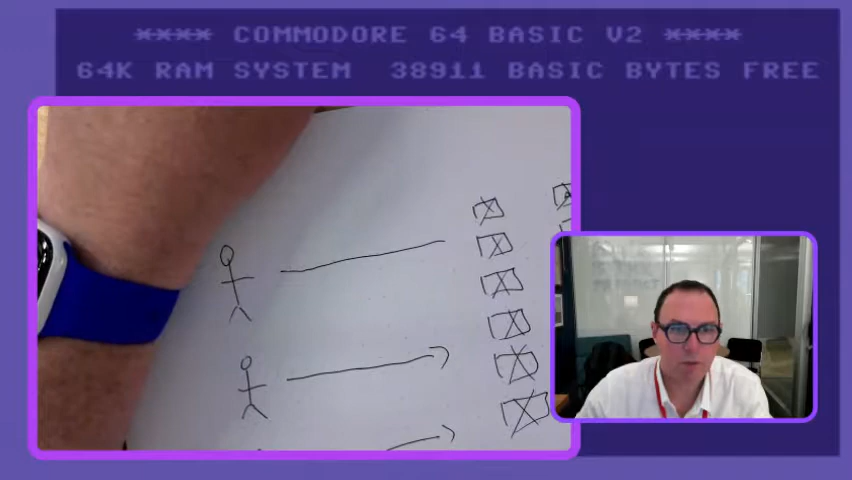 **** COMMODORE 64 BASIC V2 ****
64K RAM SYSTEM 38911 BASIC BYTES FREE